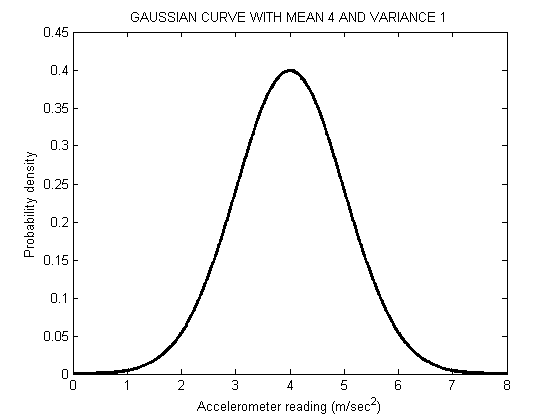 GAUSSIAN CURVE WITH MEAN 4 AND VARIANCE 1
0.45
0.4
0.35
0.3
0.25
0.2
0.15
0.1
0.05
0
Probability density
0 1 2 3 4 5 6 7 8
Accelerometer reading (m/sec²)